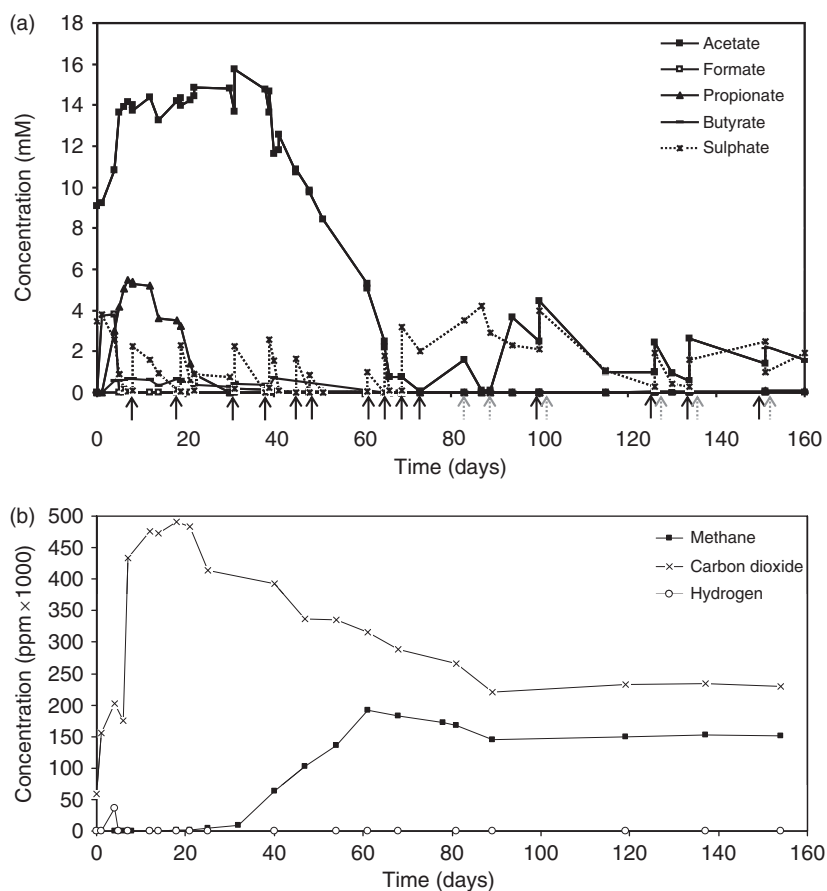 (a)
18
16
14
12
10
8
6
4
2
0
Concentration (mM)
Acetate
Formate
Propionate
Butyrate
Sulphate
0 20 40 60 80 100 120 140 160
Time (days)
(b)
500
450
400
350
300
250
200
150
100
50
0
Concentration (ppm × 1000)
Methane
Carbon dioxide
Hydrogen
0 20 40 60 80 100 120 140 160
Time (days)